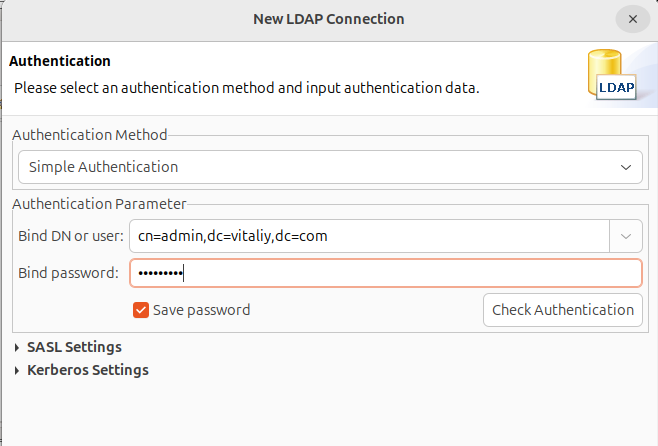 New LDAP Connection
Authentication
Please select an authentication method and input authentication data.
LDAP
Authentication Method
Simple Authentication
Authentication Parameter
Bind DN or user: cn=admin,dc=vitaliy,dc=com
Bind password: •••••••••
Save password Check Authentication
SASL Settings
Kerberos Settings